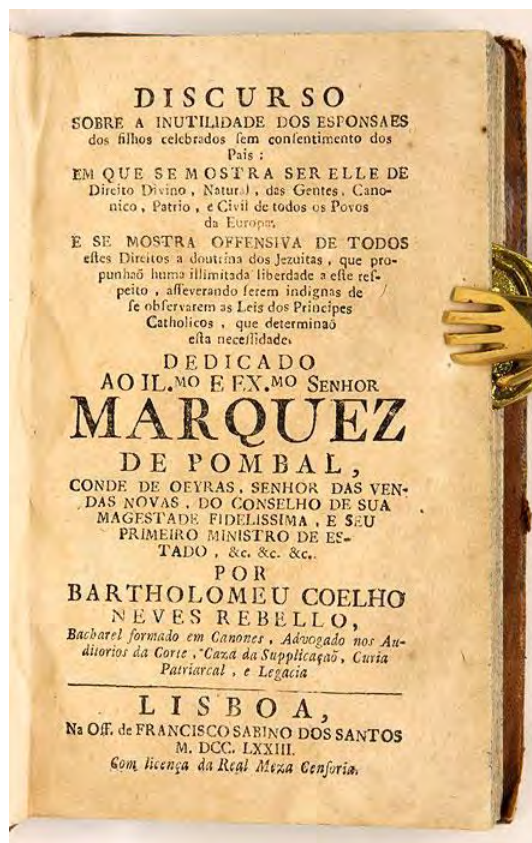 DISCURSO
SOBRE A INUTILIDADE DOS ESPONSAES
dos filhos celebrados ſem conſentimento dos
Pais :
EM QUE SE MOSTRA SER ELLE DE
Direito Divino , Natural , das Gentes , Cano-
nico , Patrio , e Civil de todos os Povos
da Europa.
E SE MOSTRA OFFENSIVA DE TODOS
eſtes Direitos a doutrina dos Jezuitas , que pro-
punhaõ huma illimitada liberdade a eſte reſ-
peito , aſſeverando ſerem indignas de
ſe obſervarem as Leis dos Principes
Catholicos , que determinaõ
eſta neceſſidade.
DEDICADO
AO IL.MO E EX.MO SENHOR
MARQUEZ
DE POMBAL ,
CONDE DE OEYRAS , SENHOR DAS VEN-
DAS NOVAS , DO CONSELHO DE SUA
MAGESTADE FIDELISSIMA , E SEU
PRIMEIRO MINISTRO DE ES-
TADO , &c. &c. &c.
POR
BARTHOLOMEU COELHO
NEVES REBELLO,
Bacharel formado em Canones , Advogado nos Au-
ditorios da Corte , Caza da Supplicaçaõ, Curia
Patriarcal , e Legacia
LISBOA,
Na Off. de FRANCISCO SABINO DOS SANTOS
M. DCC. LXXIII.
Com licença da Real Meza Cenſoria.